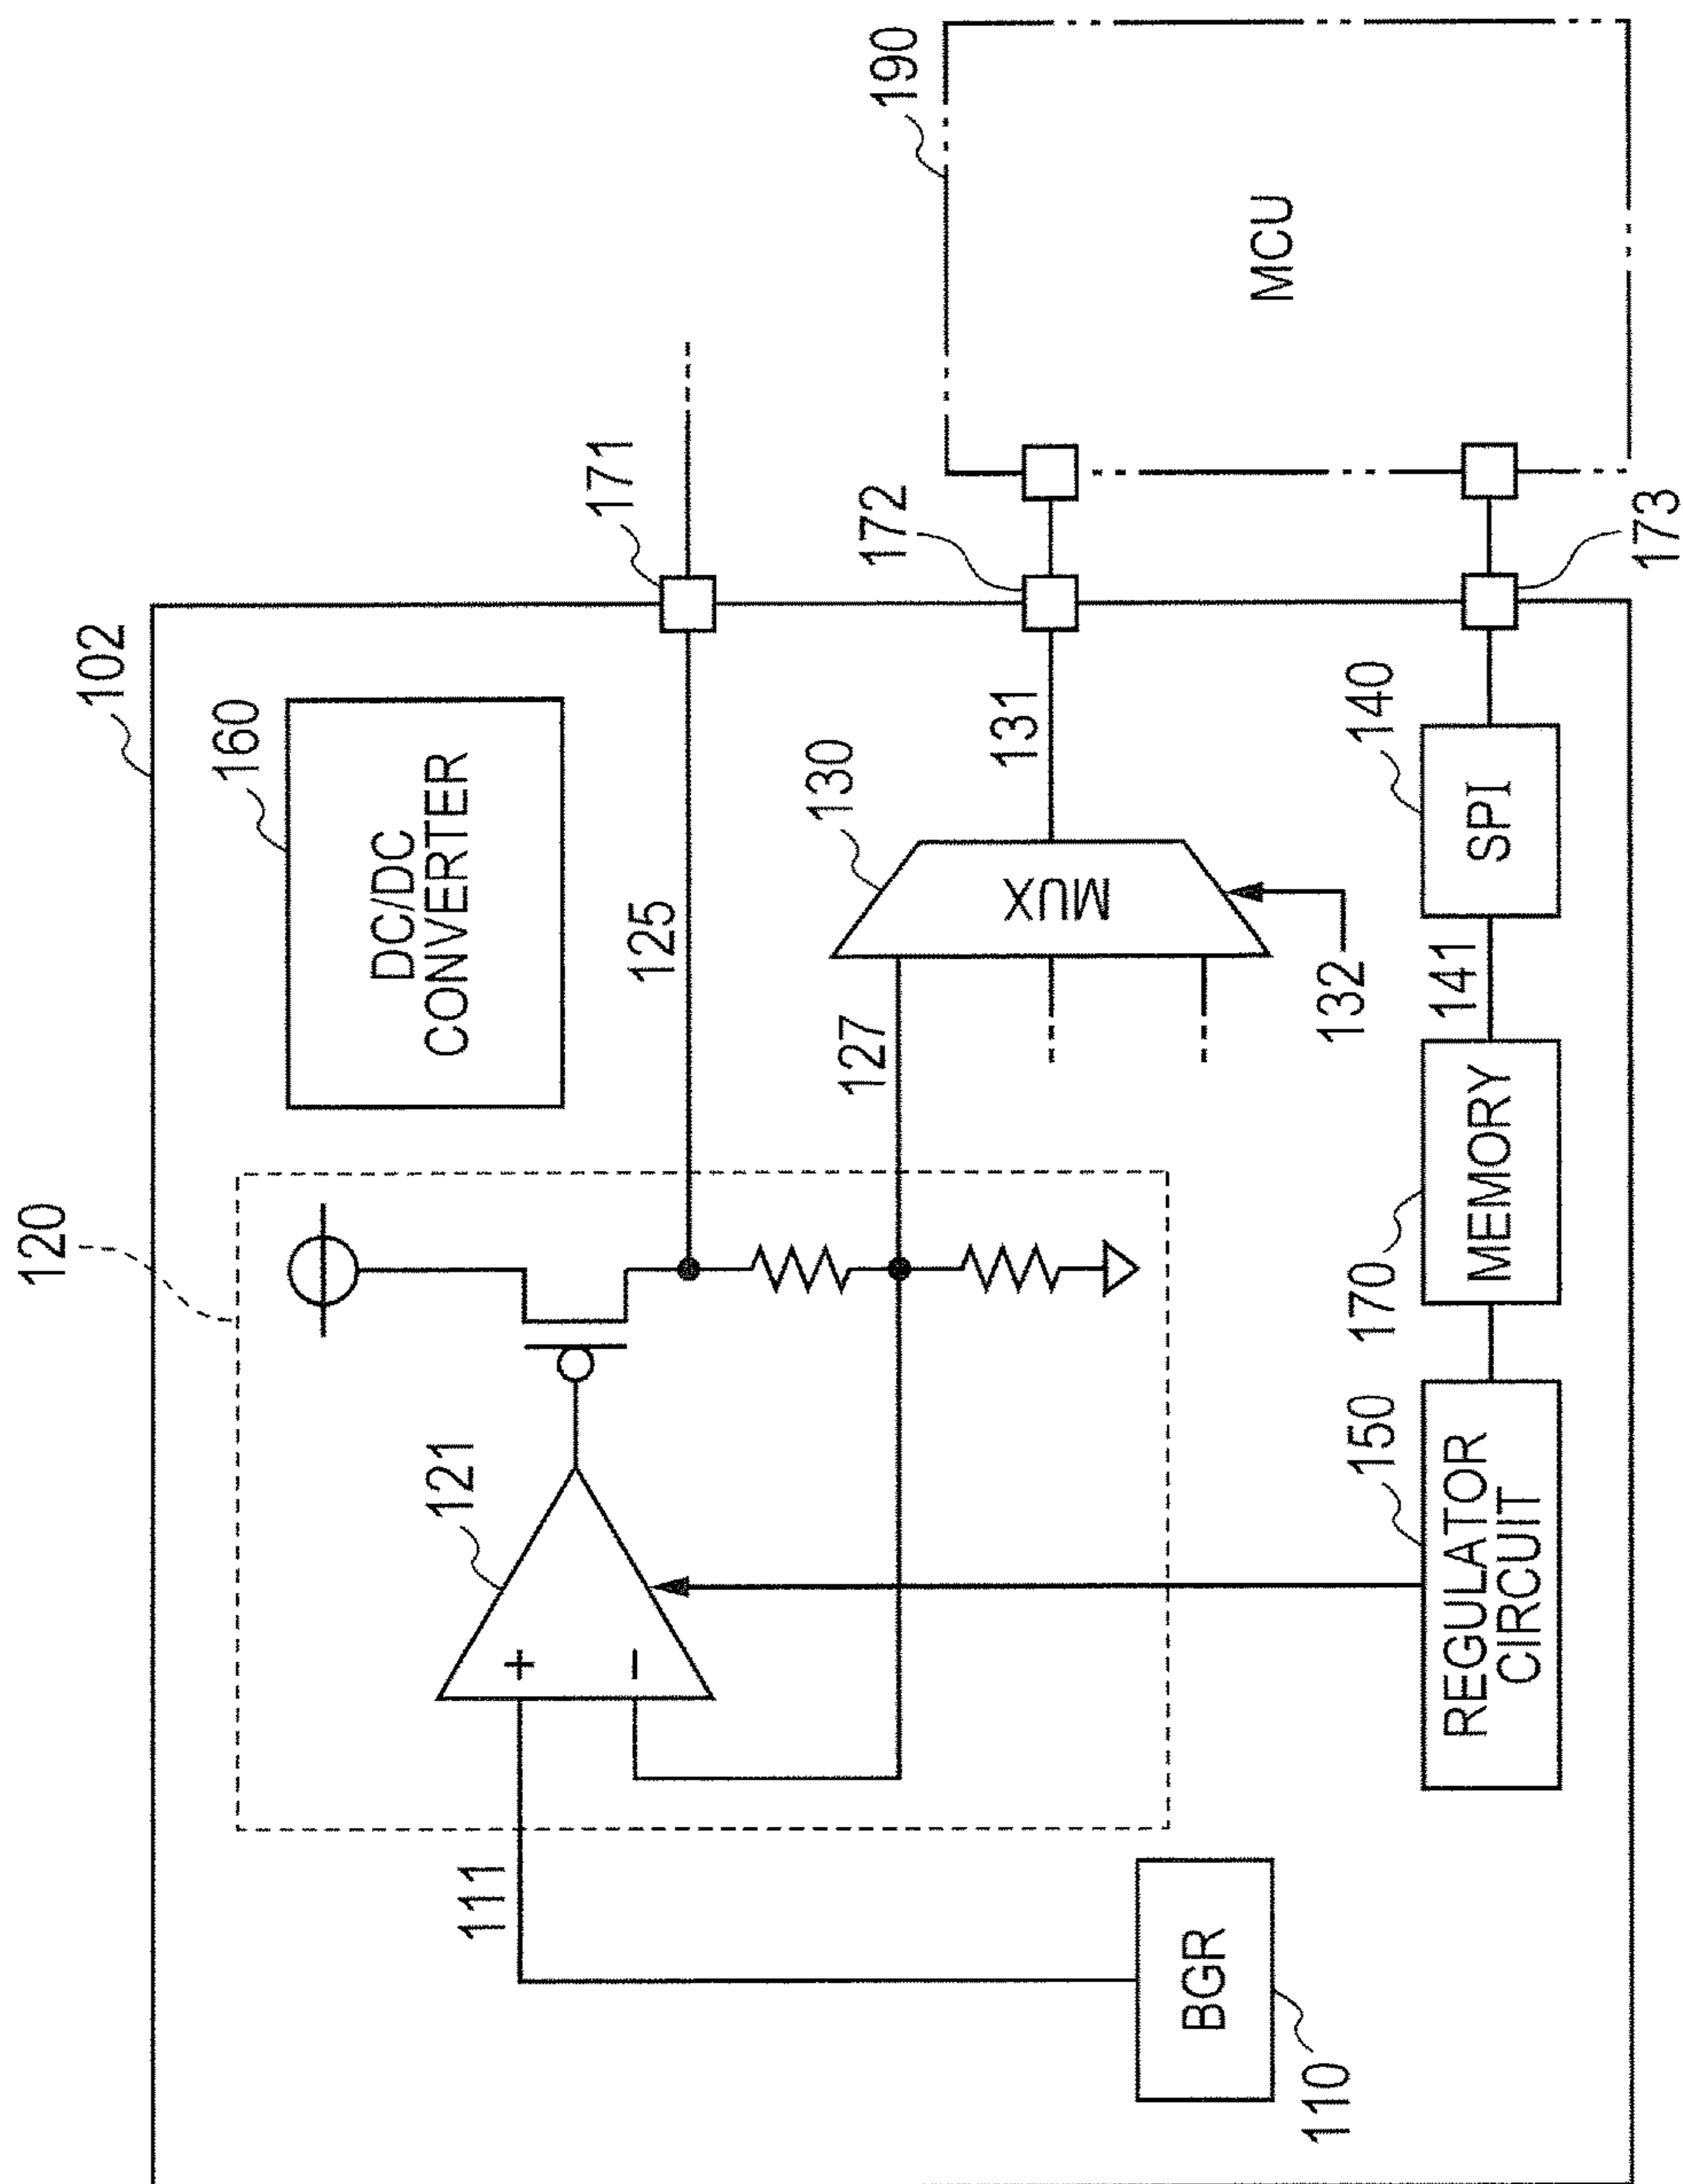 120
102
160
DC/DC
CONVERTER
121
111
+
171
−
125
190
130
172
127
131
MUX
BGR
MCU
110
132
150
170
140
REGULATOR
CIRCUIT
MEMORY
141
SPI
173